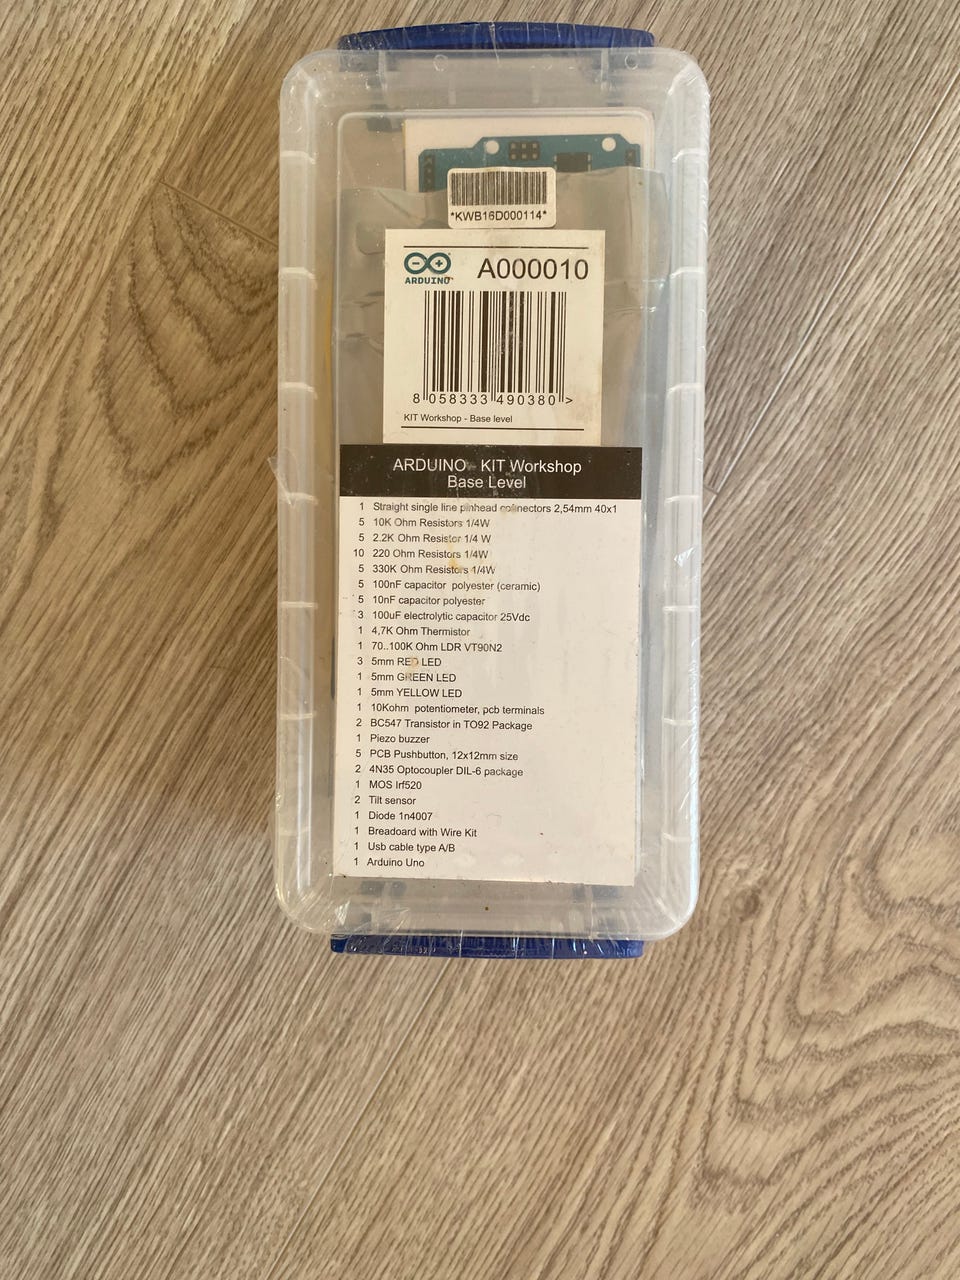 *KWB16D000114*
ARDUINO
A000010
8 058333 490380 >
KIT Workshop - Base level
ARDUINO - KIT Workshop
Base Level
1 Straight single line pinhead connectors 2,54mm 40x1
5 10K Ohm Resistors 1/4W
5 2.2K Ohm Resistor 1/4 W
10 220 Ohm Resistors 1/4W
5 330K Ohm Resistors 1/4W
5 100nF capacitor polyester (ceramic)
5 10nF capacitor polyester
3 100uF electrolytic capacitor 25Vdc
1 4,7K Ohm Thermistor
1 70..100K Ohm LDR VT90N2
3 5mm RED LED
1 5mm GREEN LED
1 5mm YELLOW LED
1 10Kohm potentiometer, pcb terminals
2 BC547 Transistor in TO92 Package
1 Piezo buzzer
5 PCB Pushbutton, 12x12mm size
2 4N35 Optocoupler DIL-6 package
1 MOS Irf520
2 Tilt sensor
1 Diode 1n4007
1 Breadoard with Wire Kit
1 Usb cable type A/B
1 Arduino Uno